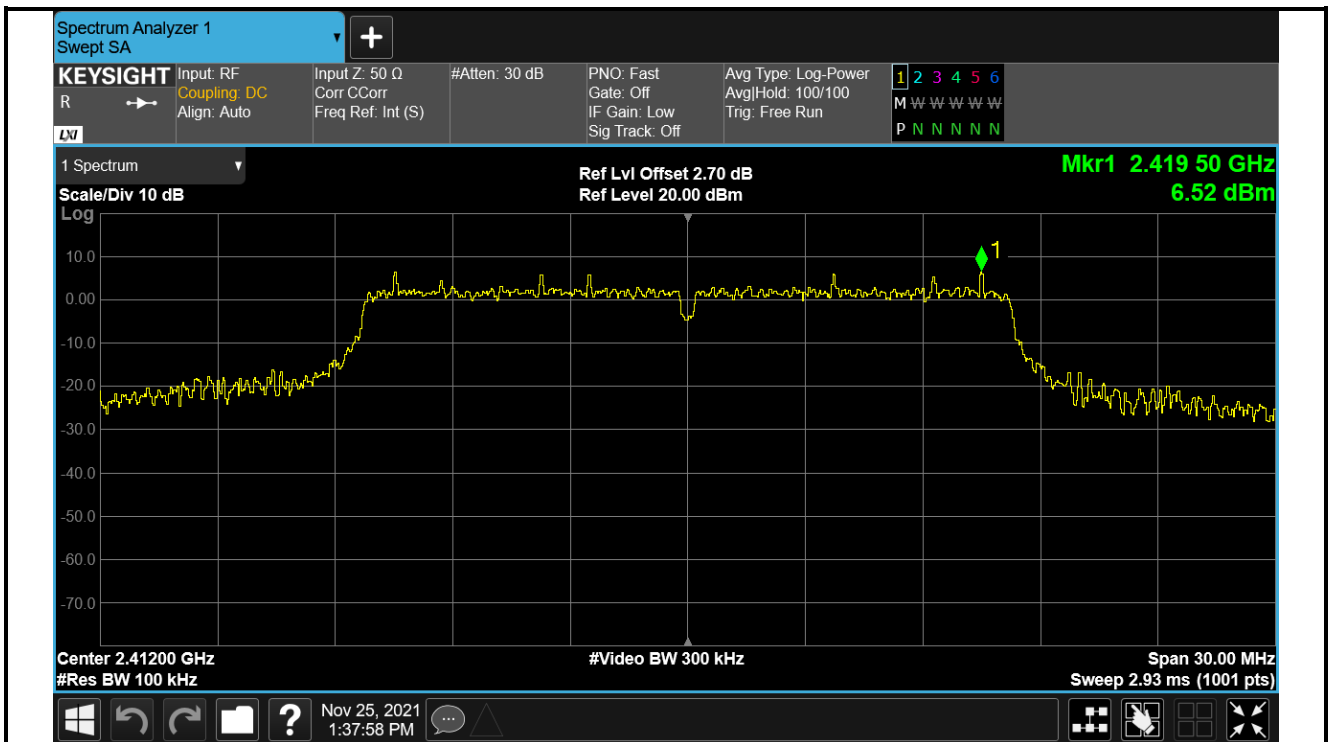 Spectrum Analyzer 1
Swept SA
KEYSIGHT
R
LXI
Input: RF
Coupling: DC
Align: Auto
Input Z: 50 Ω
Corr CCorr
Freq Ref: Int (S)
#Atten: 30 dB
PNO: Fast
Gate: Off
IF Gain: Low
Sig Track: Off
Avg Type: Log-Power
Avg|Hold: 100/100
Trig: Free Run
1 2 3 4 5 6
M W W W W W
P N N N N N
1 Spectrum
Scale/Div 10 dB
Ref Lvl Offset 2.70 dB
Ref Level 20.00 dBm
Mkr1 2.419 50 GHz
6.52 dBm
Log
1
10.0
0.00
-10.0
-20.0
-30.0
-40.0
-50.0
-60.0
-70.0
Center 2.41200 GHz
#Res BW 100 kHz
#Video BW 300 kHz
Span 30.00 MHz
Sweep 2.93 ms (1001 pts)
?
Nov 25, 2021
1:37:58 PM